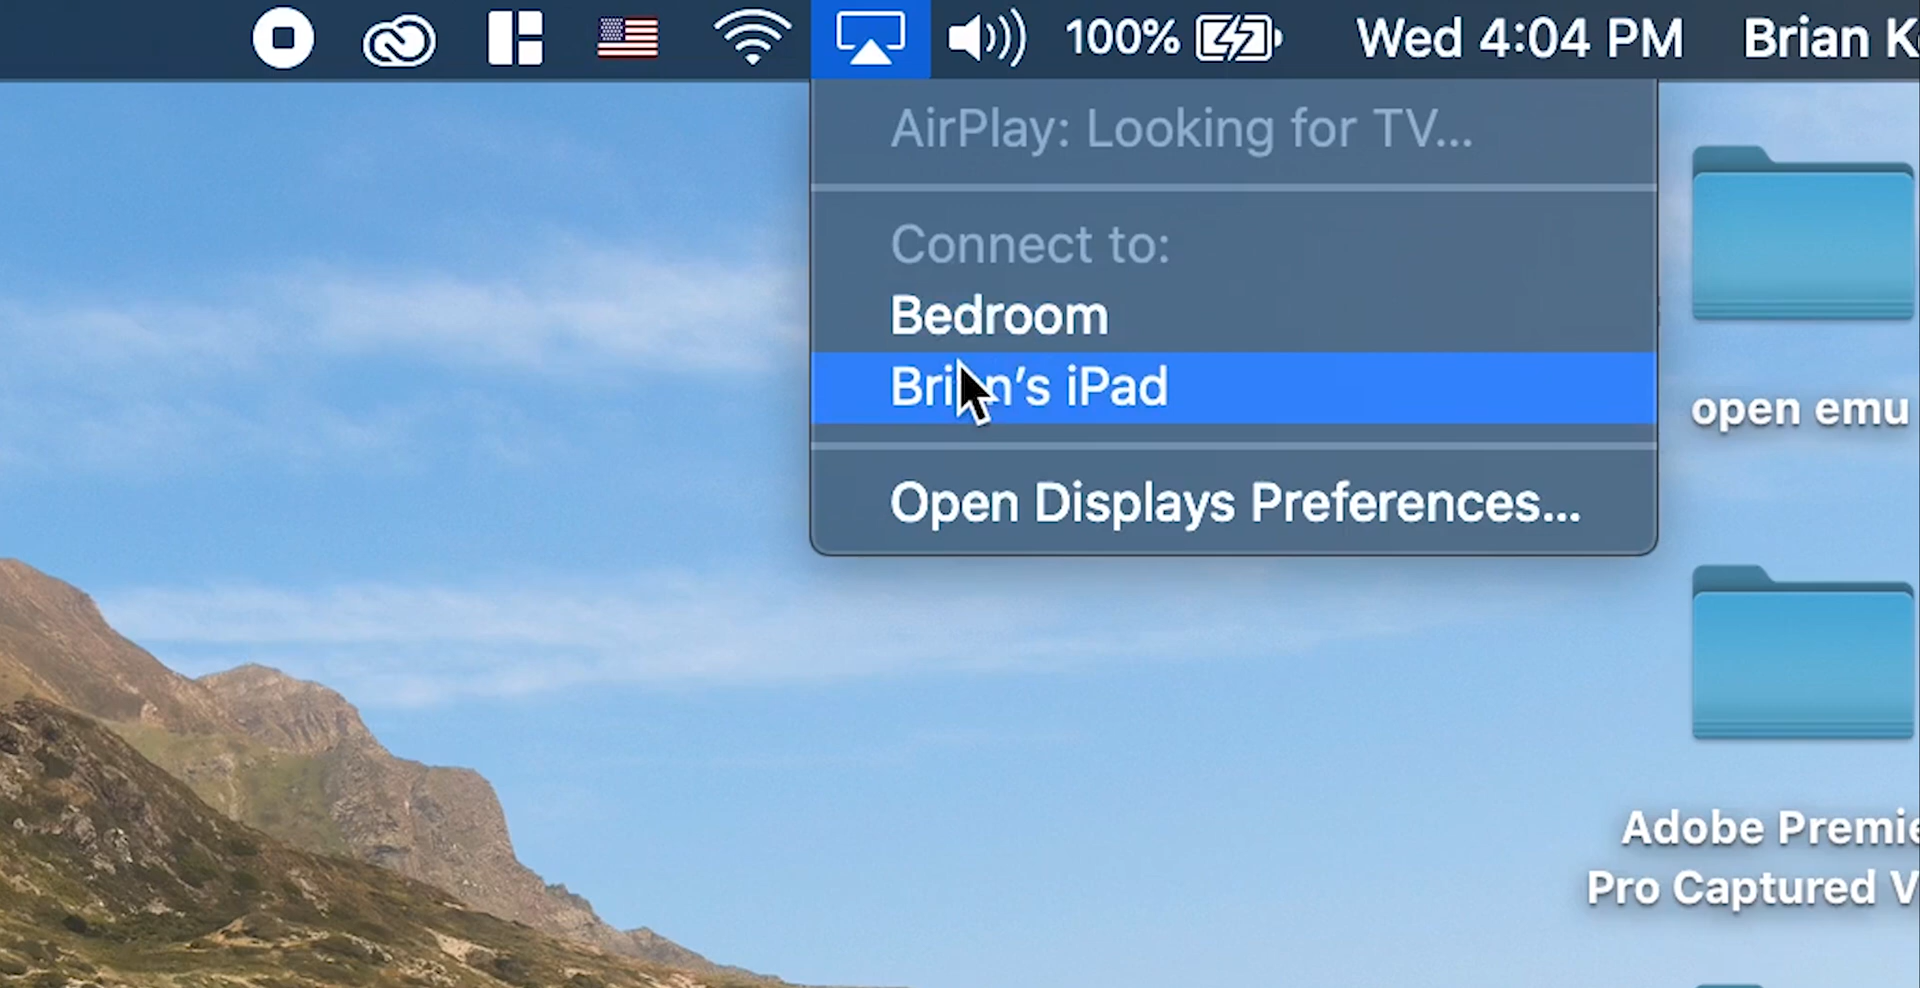 100% Wed 4:04 PM Brian K
AirPlay: Looking for TV...
Connect to:
Bedroom
Brian's iPad
Open Displays Preferences...
open emu
Adobe Premie
Pro Captured V